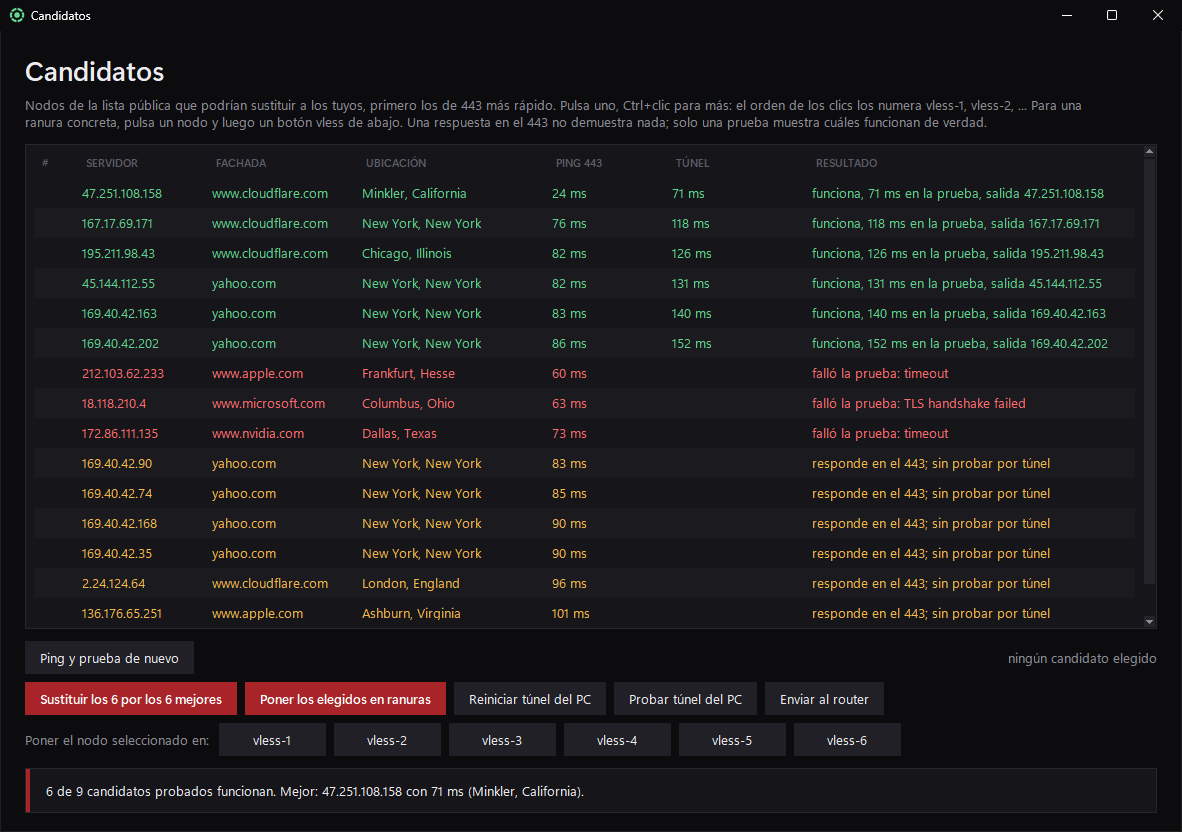 Candidatos
Candidatos
Nodos de la lista pública que podrían sustituir a los tuyos, primero los de 443 más rápido. Pulsa uno, Ctrl+clic para más: el orden de los clics los numera vless-1, vless-2, ... Para una
ranura concreta, pulsa un nodo y luego un botón vless de abajo. Una respuesta en el 443 no demuestra nada; solo una prueba muestra cuáles funcionan de verdad.
# SERVIDOR FACHADA UBICACIÓN PING 443 TÚNEL RESULTADO
47.251.108.158 www.cloudflare.com Minkler, California 24 ms 71 ms funciona, 71 ms en la prueba, salida 47.251.108.158
167.17.69.171 www.cloudflare.com New York, New York 76 ms 118 ms funciona, 118 ms en la prueba, salida 167.17.69.171
195.211.98.43 www.cloudflare.com Chicago, Illinois 82 ms 126 ms funciona, 126 ms en la prueba, salida 195.211.98.43
45.144.112.55 yahoo.com New York, New York 82 ms 131 ms funciona, 131 ms en la prueba, salida 45.144.112.55
169.40.42.163 yahoo.com New York, New York 83 ms 140 ms funciona, 140 ms en la prueba, salida 169.40.42.163
169.40.42.202 yahoo.com New York, New York 86 ms 152 ms funciona, 152 ms en la prueba, salida 169.40.42.202
212.103.62.233 www.apple.com Frankfurt, Hesse 60 ms falló la prueba: timeout
18.118.210.4 www.microsoft.com Columbus, Ohio 63 ms falló la prueba: TLS handshake failed
172.86.111.135 www.nvidia.com Dallas, Texas 73 ms falló la prueba: timeout
169.40.42.90 yahoo.com New York, New York 83 ms responde en el 443; sin probar por túnel
169.40.42.74 yahoo.com New York, New York 85 ms responde en el 443; sin probar por túnel
169.40.42.168 yahoo.com New York, New York 90 ms responde en el 443; sin probar por túnel
169.40.42.35 yahoo.com New York, New York 90 ms responde en el 443; sin probar por túnel
2.24.124.64 www.cloudflare.com London, England 96 ms responde en el 443; sin probar por túnel
136.176.65.251 www.apple.com Ashburn, Virginia 101 ms responde en el 443; sin probar por túnel
Ping y prueba de nuevo ningún candidato elegido
Sustituir los 6 por los 6 mejores Poner los elegidos en ranuras Reiniciar túnel del PC Probar túnel del PC Enviar al router
Poner el nodo seleccionado en: vless-1 vless-2 vless-3 vless-4 vless-5 vless-6
6 de 9 candidatos probados funcionan. Mejor: 47.251.108.158 con 71 ms (Minkler, California).